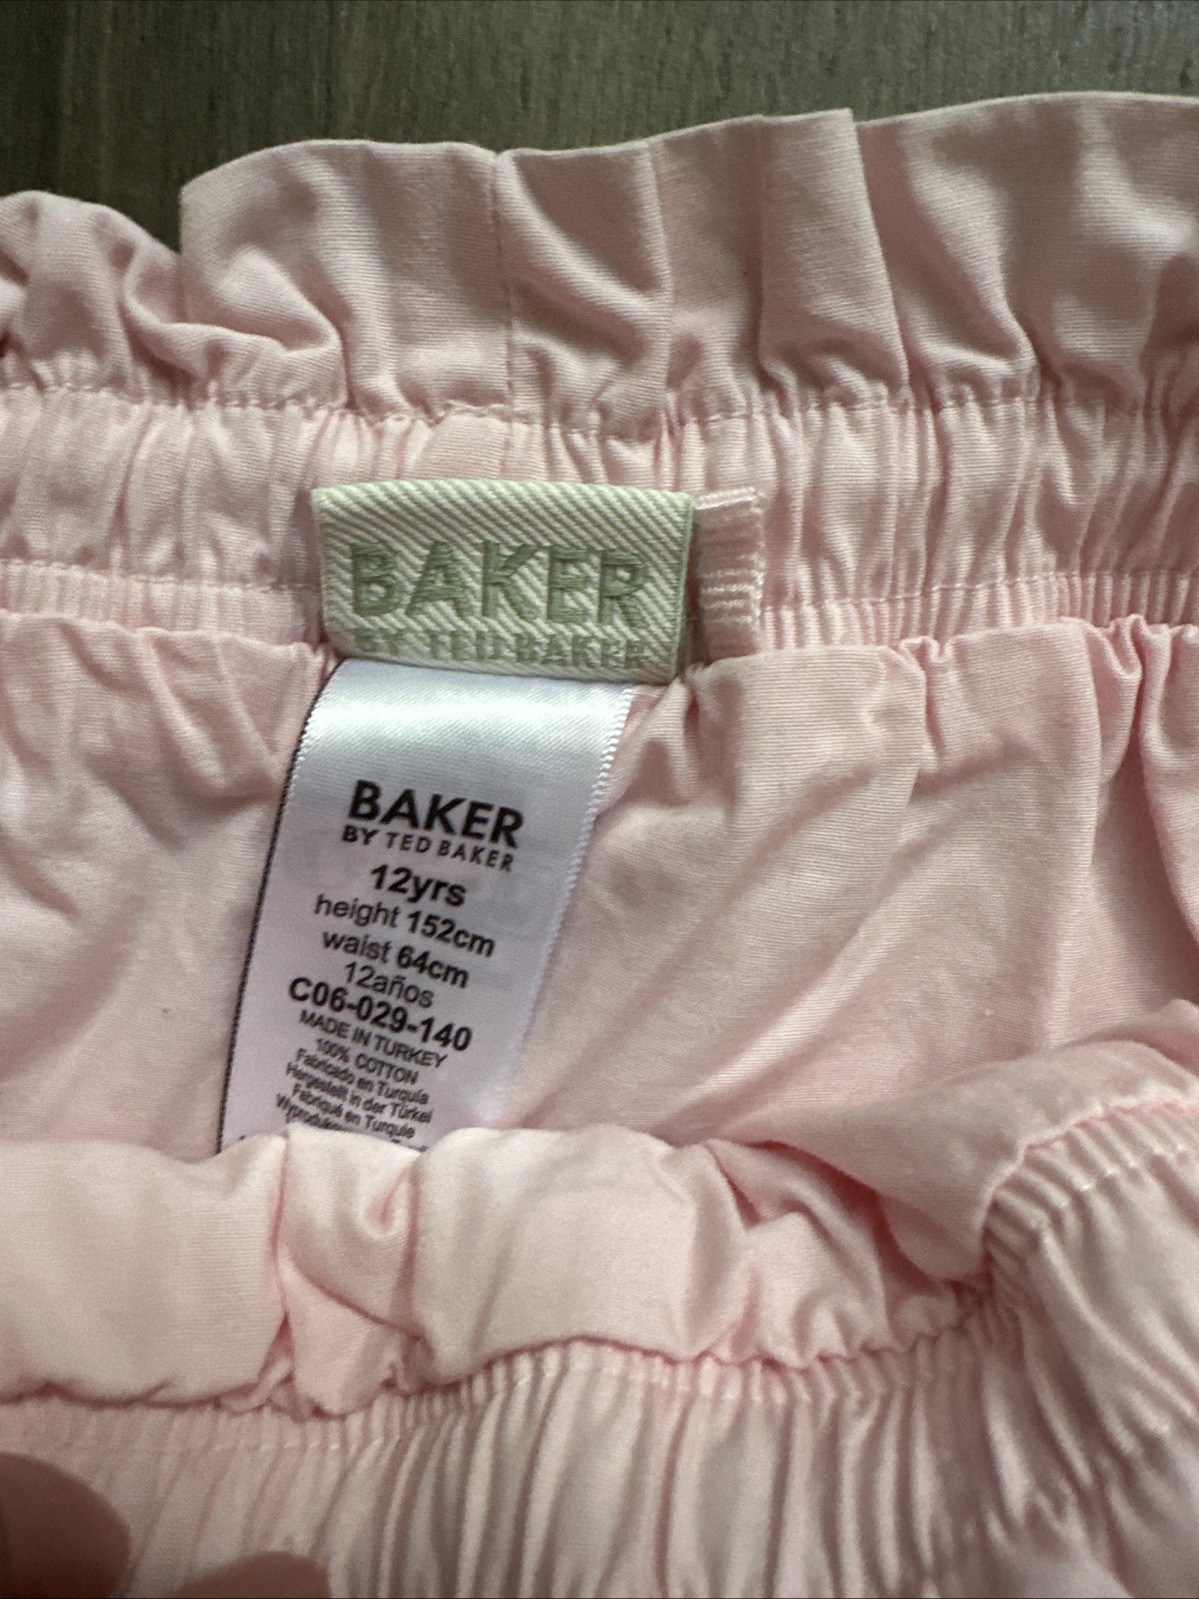 BAKER
BY TED BAKER
BAKER
BY TED BAKER
12yrs
height 152cm
waist 64cm
12años
C06-029-140
MADE IN TURKEY
100% COTTON
Fabricado en Turquía
Hergestellt in der Türkei
Fabriqué en Turquie